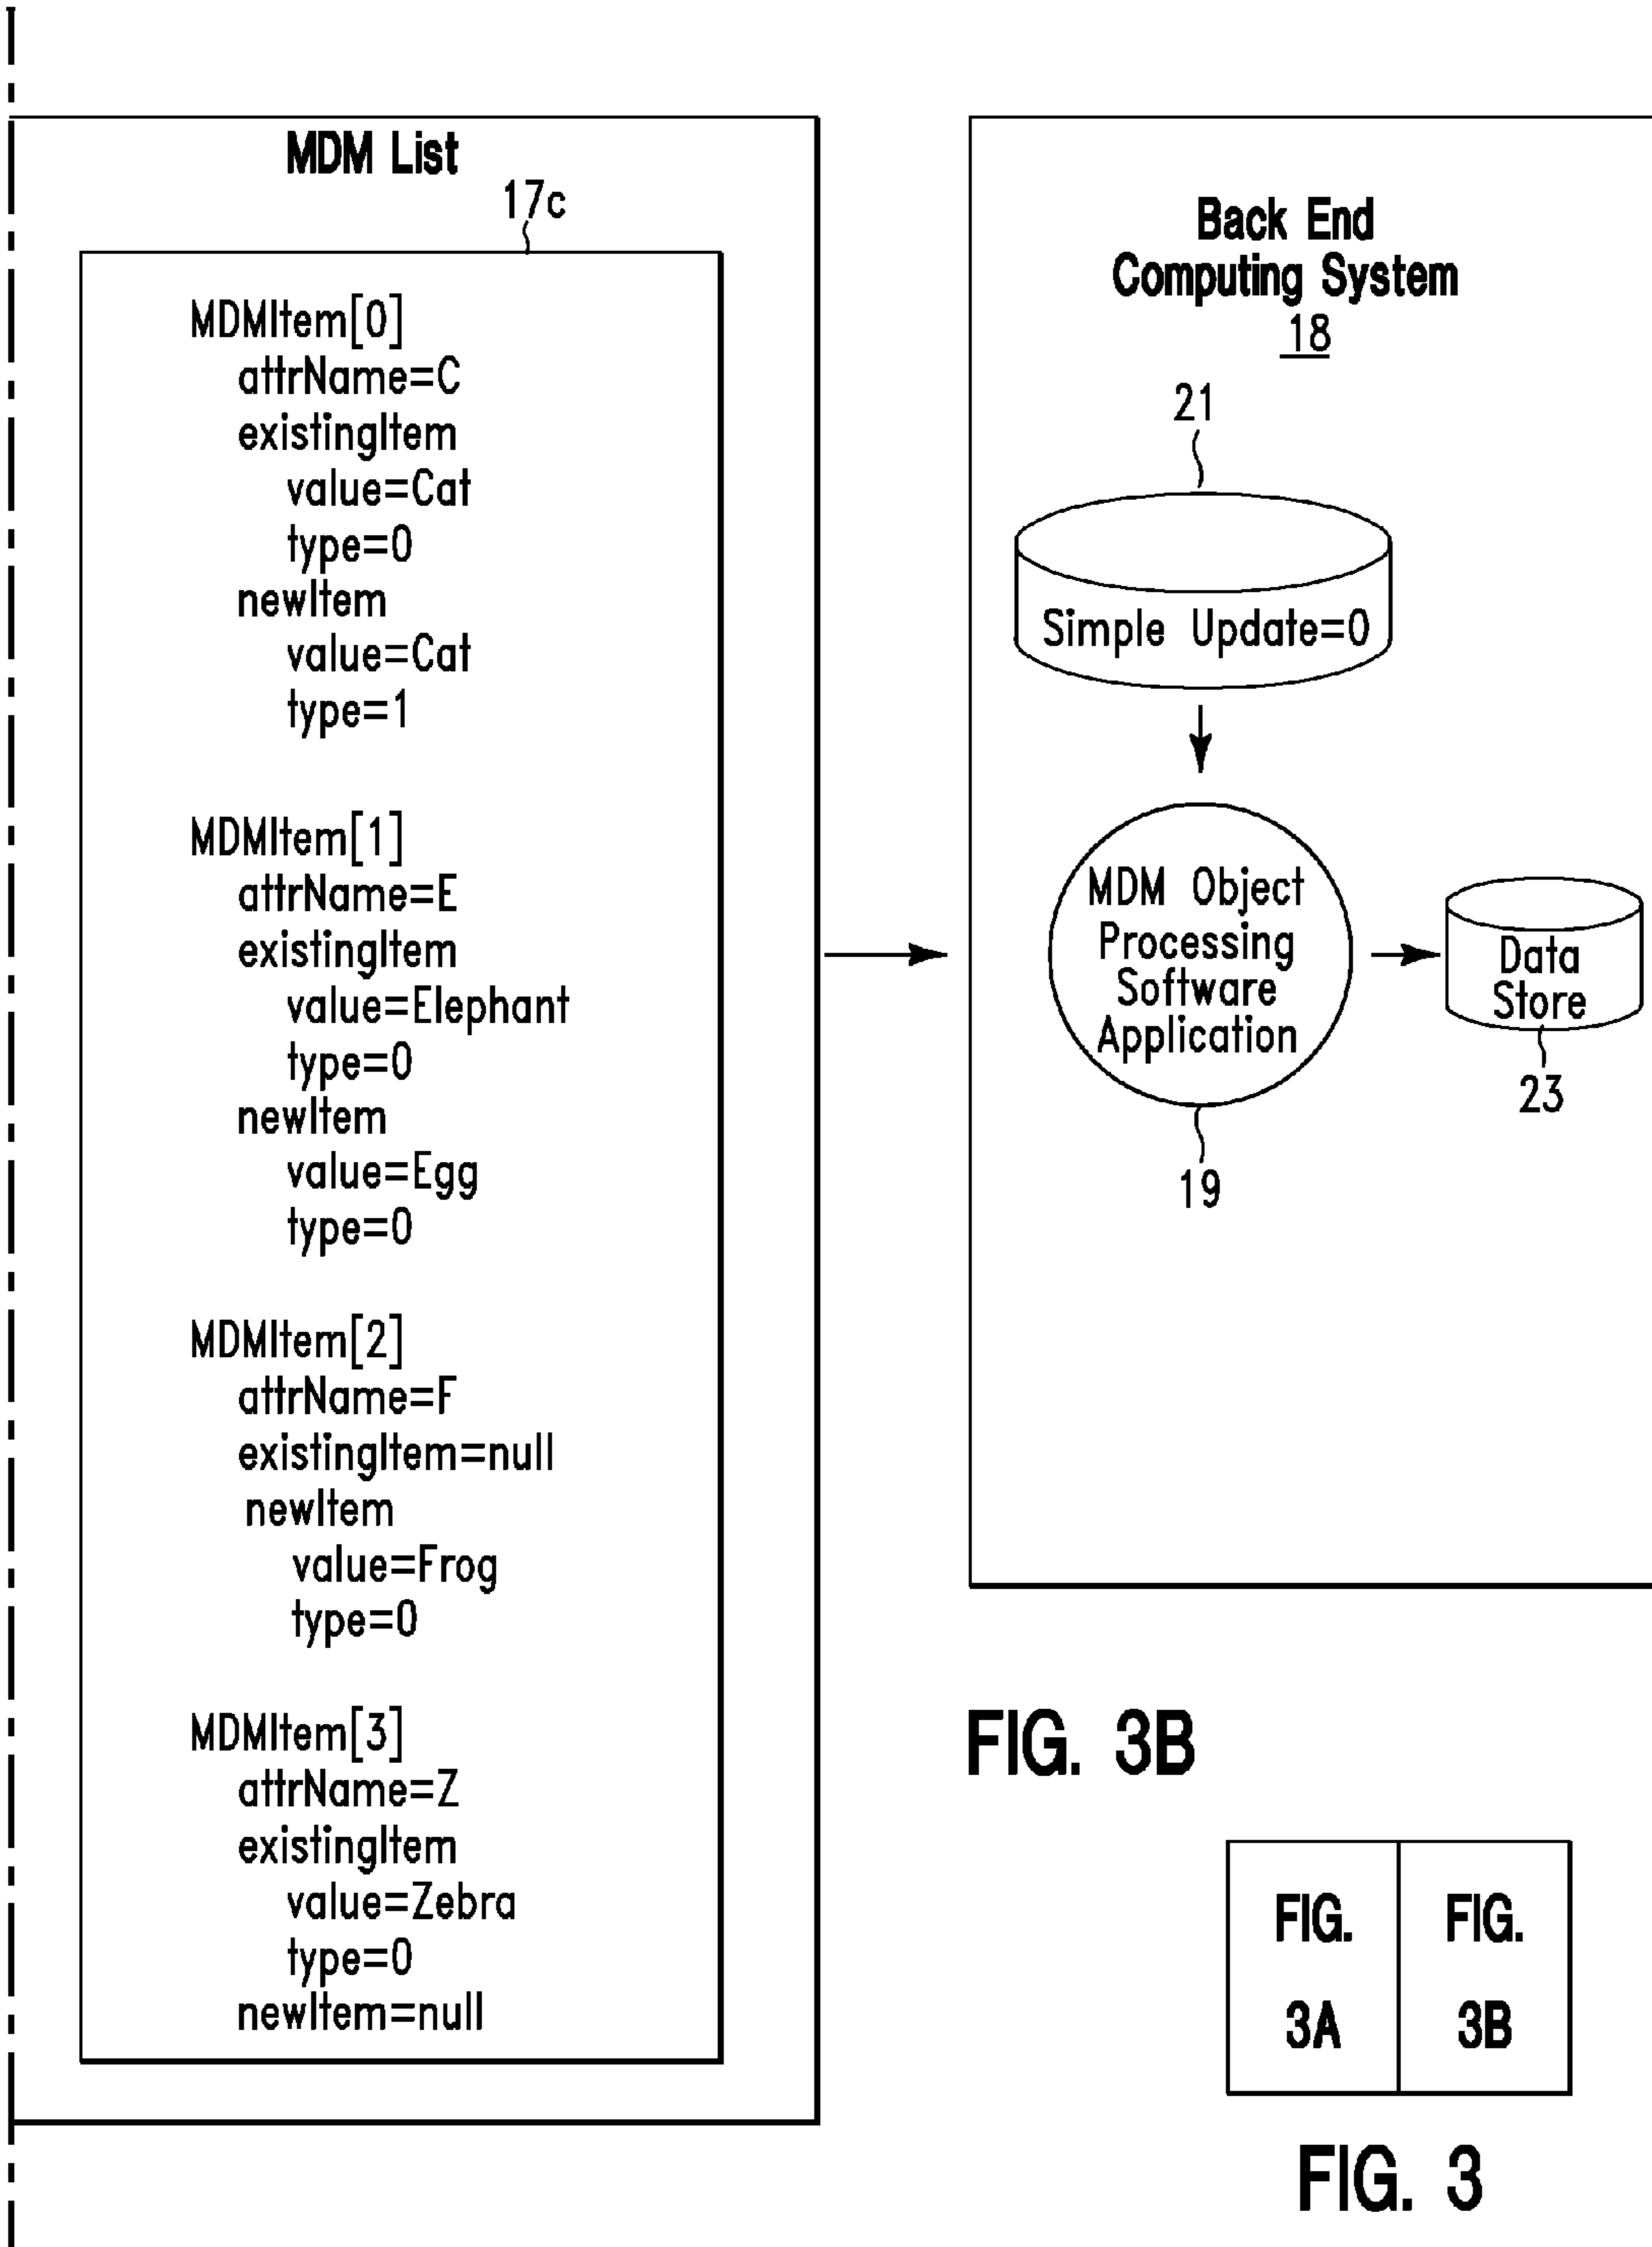 MDM List
17c
MDMItem[0]
attrName=C
existingItem
value=Cat
type=0
newItem
value=Cat
type=1
MDMItem[1]
attrName=E
existingItem
value=Elephant
type=0
newItem
value=Egg
type=0
MDMItem[2]
attrName=F
existingItem=null
newItem
value=Frog
type=0
MDMItem[3]
attrName=Z
existingItem
value=Zebra
type=0
newItem=null
Back End
Computing System
18
21
Simple Update=0
MDM Object
Processing
Software
Application
19
Data
Store
23
FIG. 3B
FIG.
3A
FIG.
3B
FIG. 3